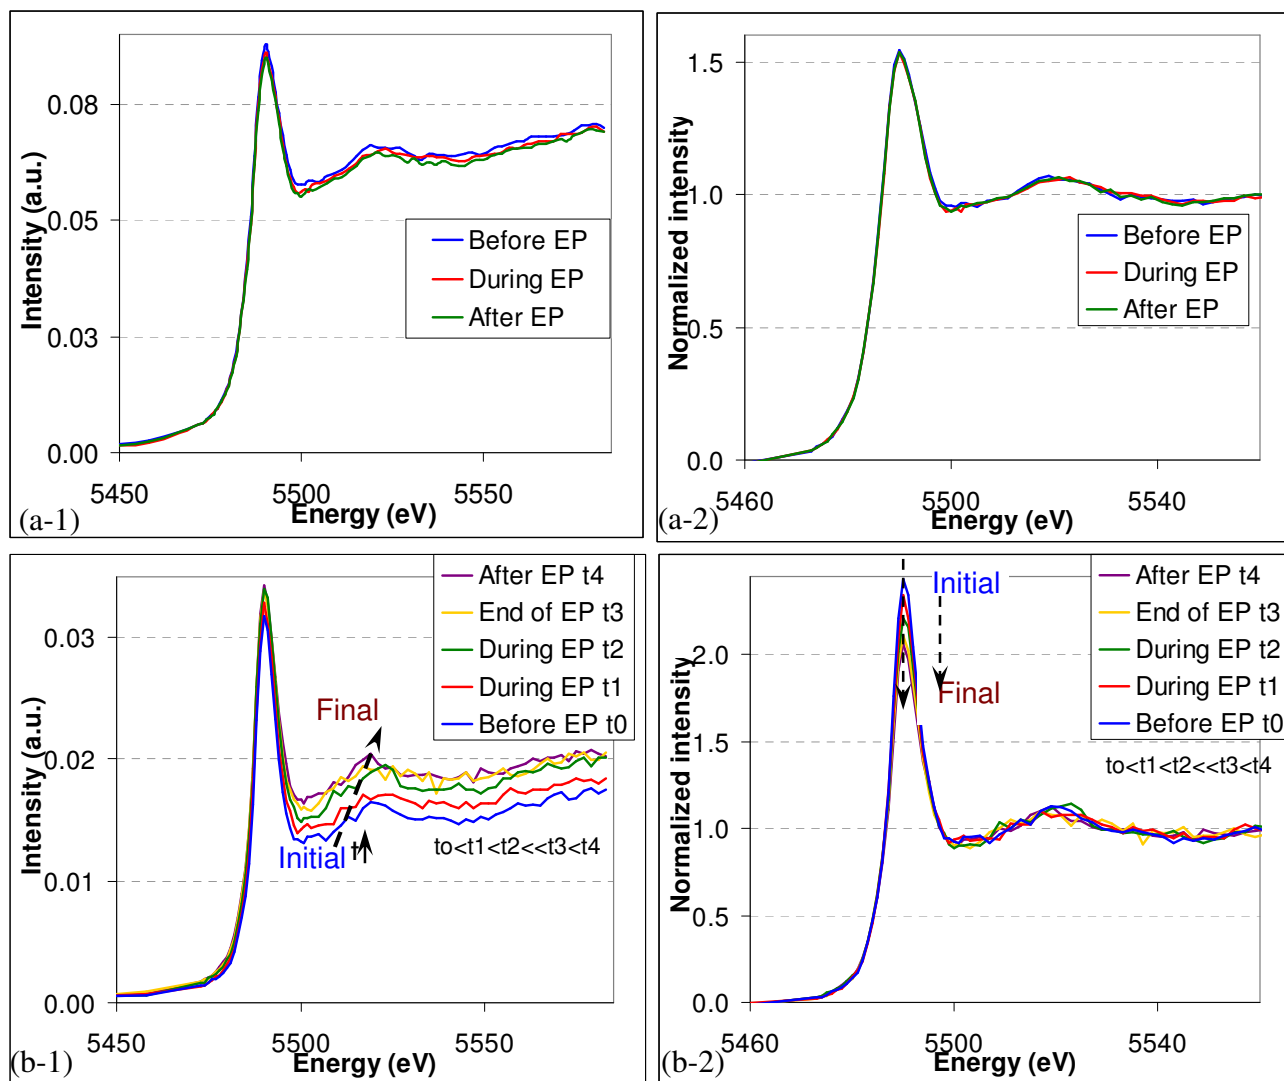 0.08
0.05
0.03
0.00
Intensity (a.u.)
Before EP
During EP
After EP
5450
5500
5550
Energy (eV)
(a-1)
1.5
1.0
0.5
0.0
Normalized intensity
Before EP
During EP
After EP
5460
5500
5540
Energy (eV)
(a-2)
0.03
0.02
0.01
0.00
Intensity (a.u.)
After EP t4
End of EP t3
During EP t2
During EP t1
Before EP t0
Final
Initial
t
to<t1<t2<<t3<t4
5450
5500
5550
Energy (eV)
(b-1)
2.0
1.5
1.0
0.5
0.0
Normalized intensity
Initial
Final
After EP t4
End of EP t3
During EP t2
During EP t1
Before EP t0
to<t1<t2<<t3<t4
5460
5500
5540
Energy (eV)
(b-2)